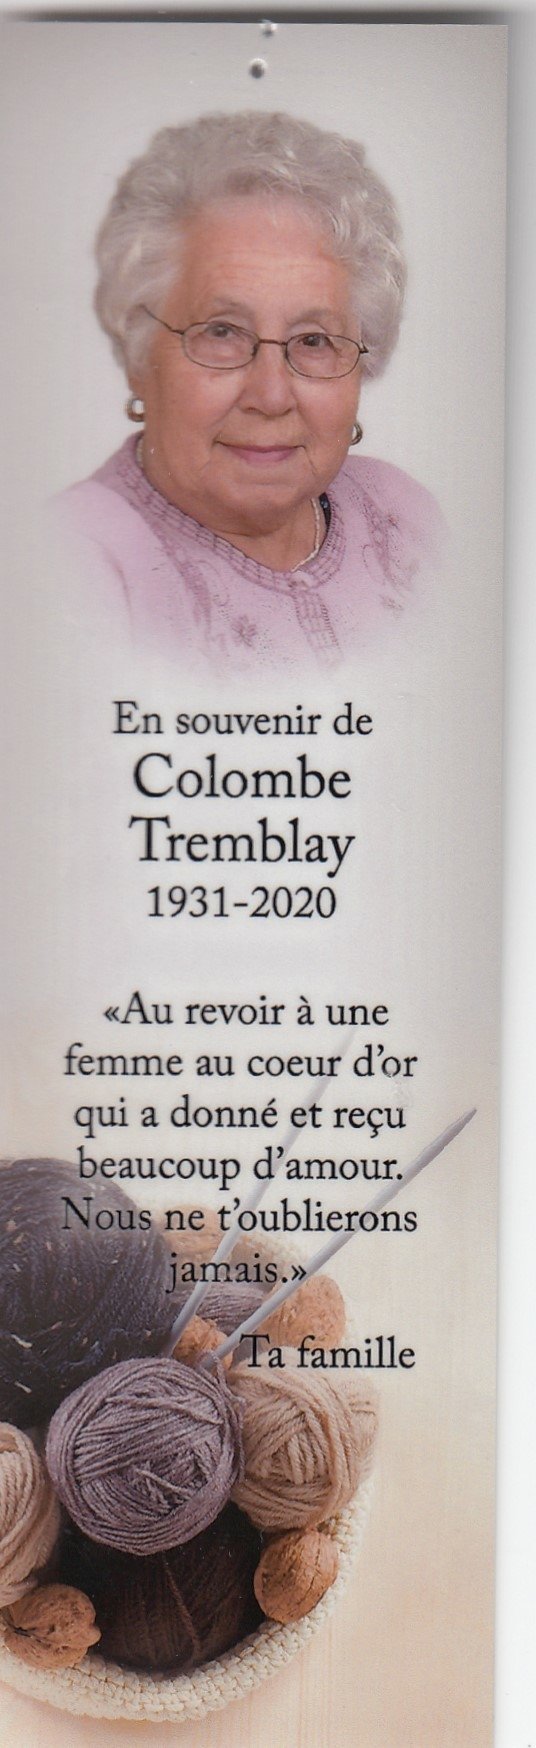 En souvenir de
Colombe
Tremblay
1931-2020
«Au revoir à une
femme au coeur d'or
qui a donné et reçu
beaucoup d'amour.
Nous ne t'oublierons
jamais.»
Ta famille